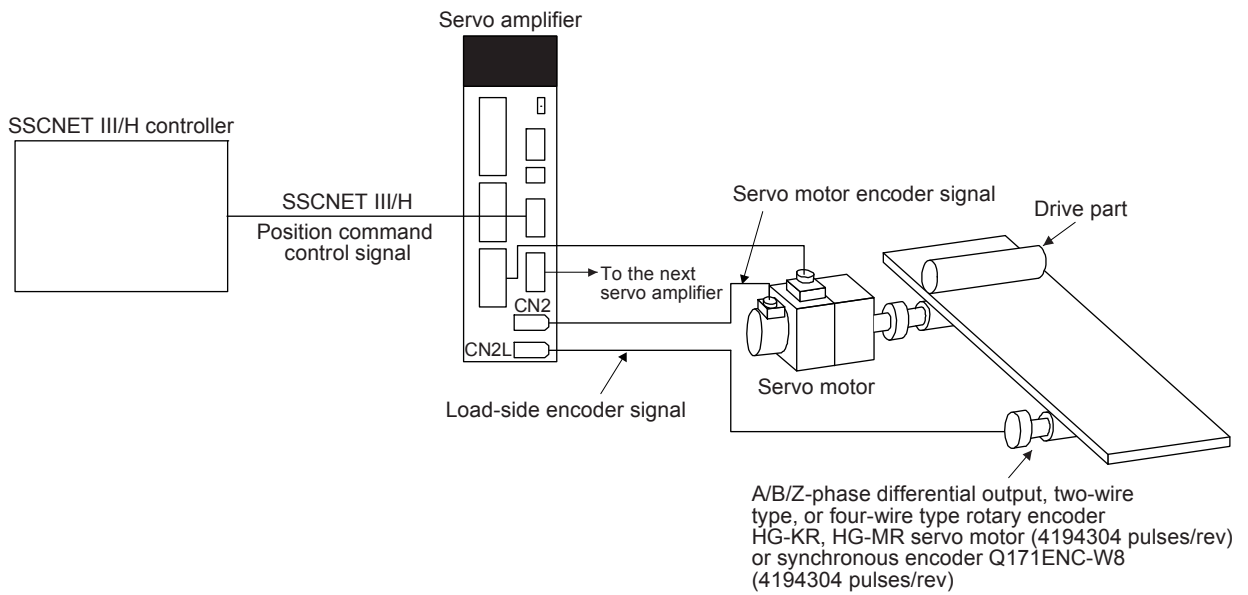 Servo amplifier
SSCNET III/H controller
SSCNET III/H
Position command
control signal
Servo motor encoder signal
Drive part
To the next
servo amplifier
CN2
CN2L
Servo motor
Load-side encoder signal
A/B/Z-phase differential output, two-wire
type, or four-wire type rotary encoder
HG-KR, HG-MR servo motor (4194304 pulses/rev)
or synchronous encoder Q171ENC-W8
(4194304 pulses/rev)